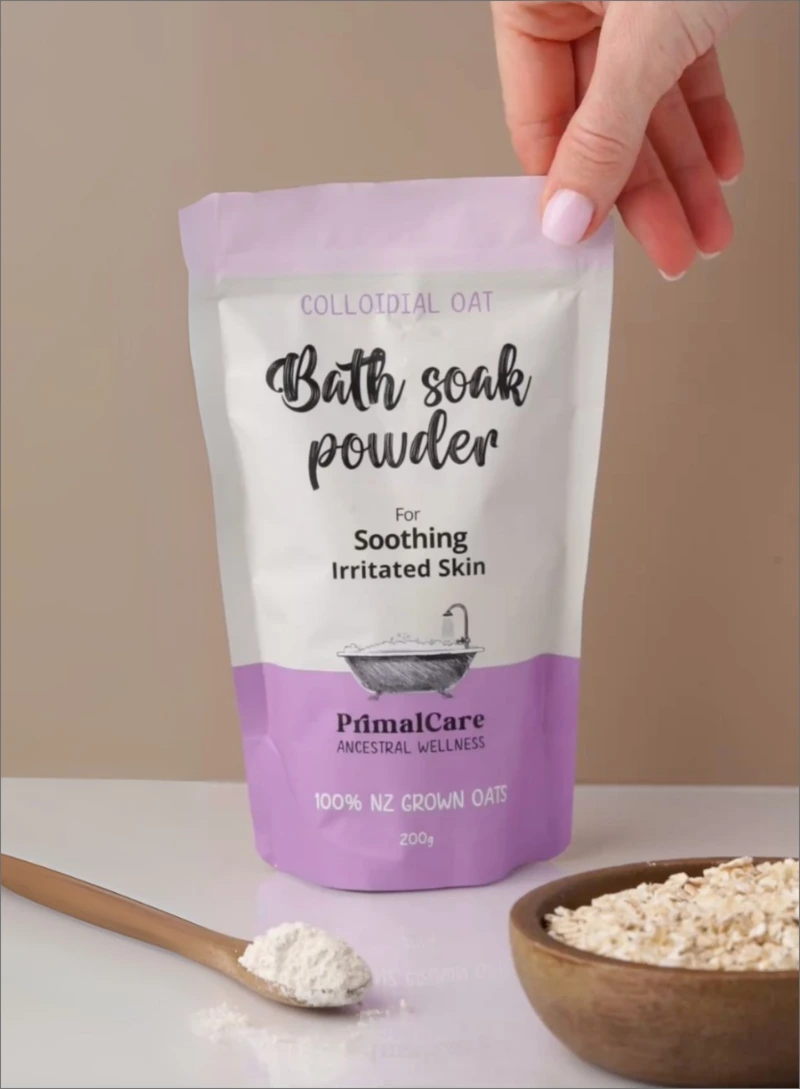 COLLOIDIAL OAT
Bath soak
powder
For
Soothing
Irritated Skin
PrimalCare
ANCESTRAL WELLNESS
100% NZ GROWN OATS
200g